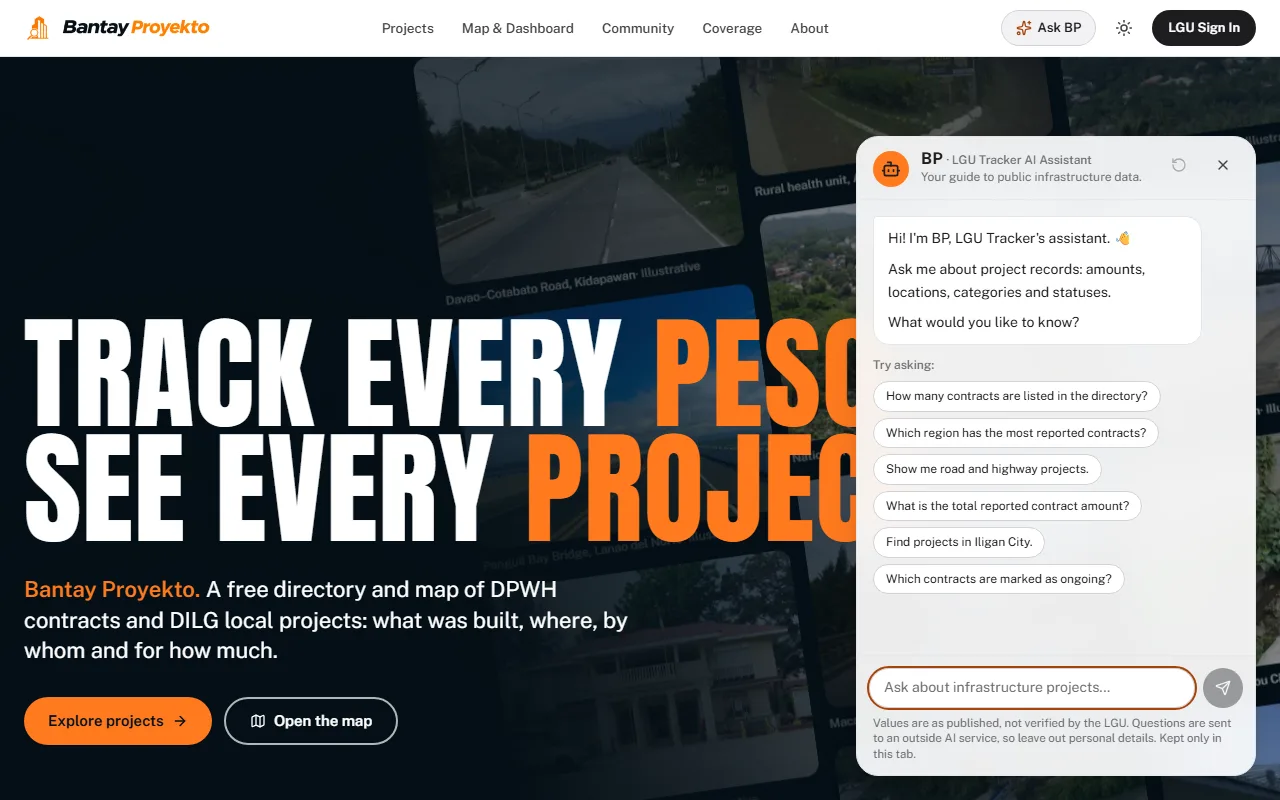 Bantay Proyekto
Projects
Map & Dashboard
Community
Coverage
About
Ask BP
LGU Sign In
Rural health unit,
Davao–Cotabato Road, Kidapawan · Illustrative
TRACK EVERY PESO
SEE EVERY PROJEC
Panguil Bay Bridge, Lanao del Norte
Bantay Proyekto. A free directory and map of DPWH
contracts and DILG local projects: what was built, where, by
whom and for how much.
Explore projects
Open the map
BP · LGU Tracker AI Assistant
Your guide to public infrastructure data.
Hi! I'm BP, LGU Tracker's assistant. 👋
Ask me about project records: amounts,
locations, categories and statuses.
What would you like to know?
Try asking:
How many contracts are listed in the directory?
Which region has the most reported contracts?
Show me road and highway projects.
What is the total reported contract amount?
Find projects in Iligan City.
Which contracts are marked as ongoing?
Ask about infrastructure projects...
Values are as published, not verified by the LGU. Questions are sent
to an outside AI service, so leave out personal details. Kept only in
this tab.